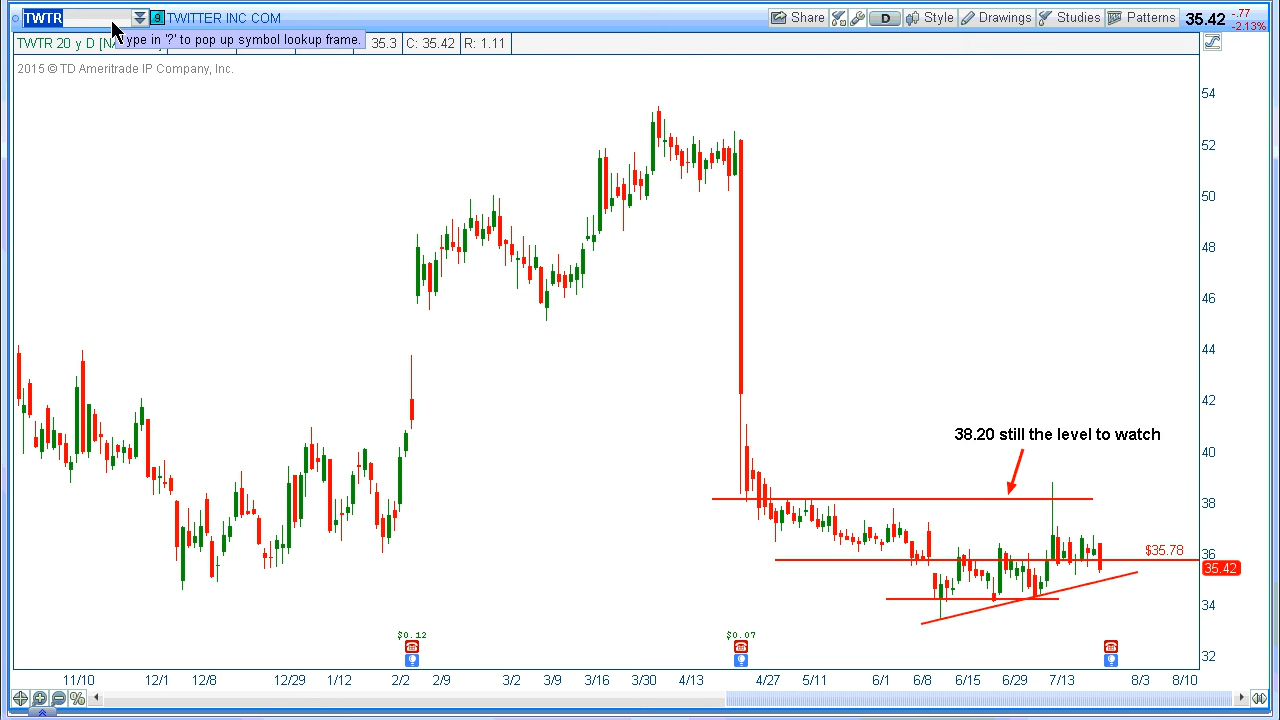 TWTR TWITTER INC COM Share D Style Drawings Studies Patterns 35.42 -.77
-2.13%
Type in '?' to pop up symbol lookup frame.
TWTR 20 y D 35.3 C: 35.42 R: 1.11
2015 © TD Ameritrade IP Company, Inc.
54
52
50
48
46
44
42
38.20 still the level to watch
40
38
$35.78
36
35.42
34
$0.12 $0.07
32
11/10 12/1 12/8 12/29 1/12 2/2 2/9 3/2 3/16 3/30 4/13 4/27 5/11 6/1 6/8 6/15 6/29 7/13 8/3 8/10
%